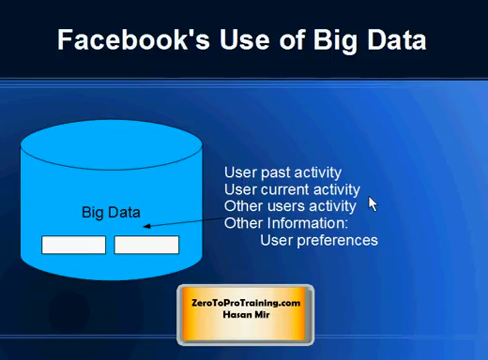 Facebook's Use of Big Data
User past activity
User current activity
Big Data
Other users activity
Other Information:
User preferences
ZeroToProTraining.com
Hasan Mir